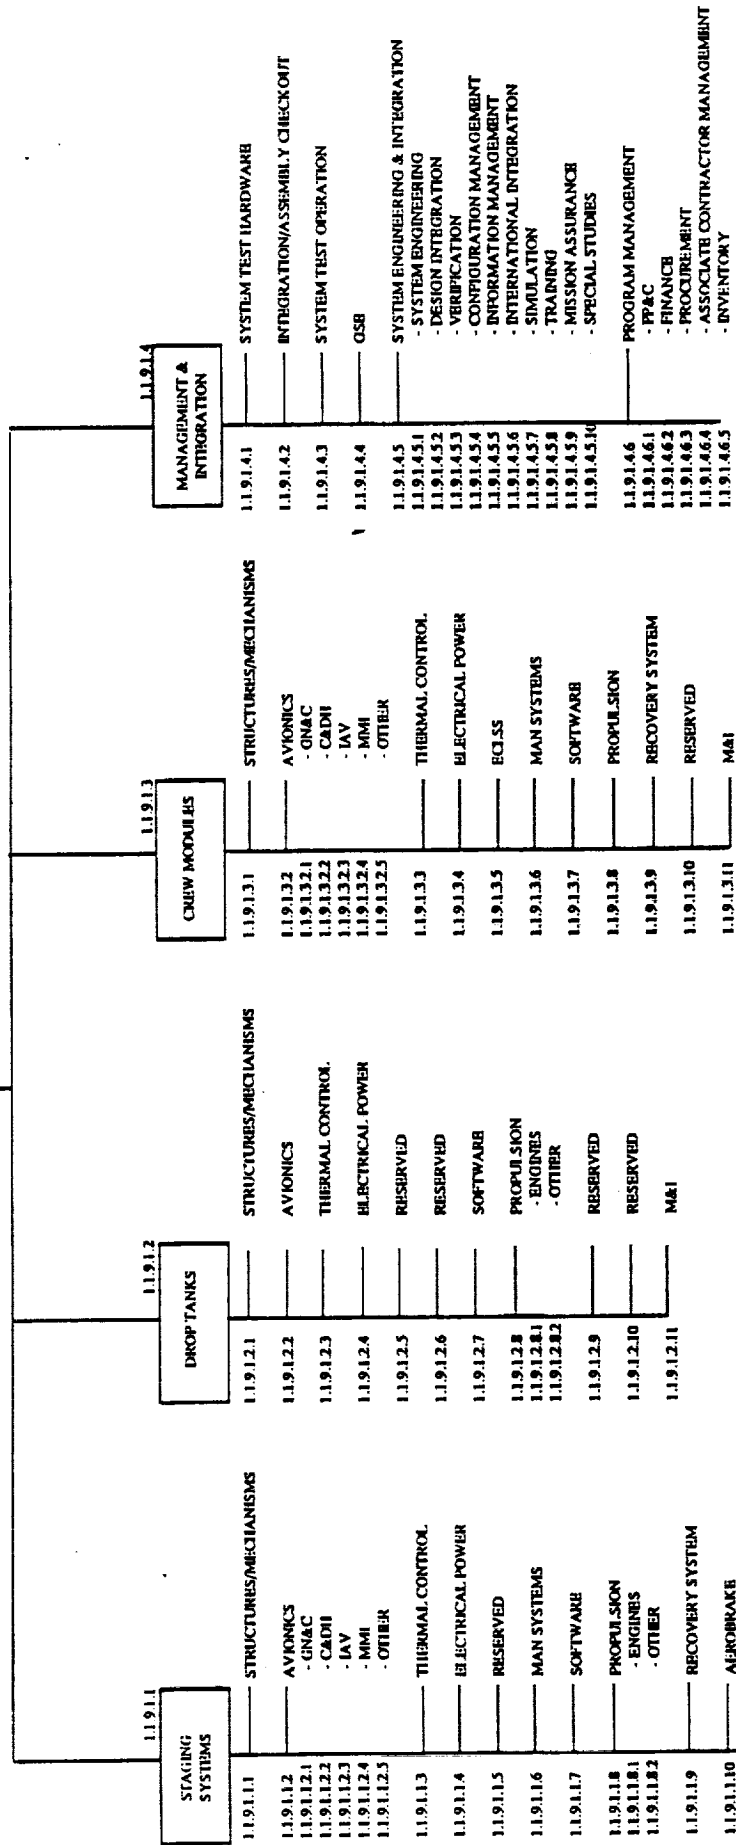 1.1.9.1.1
STAGING
SYSTEMS
1.1.9.1.1.1 STRUCTURES/MECHANISMS
1.1.9.1.1.2 AVIONICS
1.1.9.1.1.2.1 - GN&C
1.1.9.1.1.2.2 - C&DH
1.1.9.1.1.2.3 - IAV
1.1.9.1.1.2.4 - MMI
1.1.9.1.1.2.5 - OTHER
1.1.9.1.1.3 THERMAL CONTROL
1.1.9.1.1.4 ELECTRICAL POWER
1.1.9.1.1.5 RESERVED
1.1.9.1.1.6 MAN SYSTEMS
1.1.9.1.1.7 SOFTWARE
1.1.9.1.1.8 PROPULSION
1.1.9.1.1.8.1 - ENGINES
1.1.9.1.1.8.2 - OTHER
1.1.9.1.1.9 RECOVERY SYSTEM
1.1.9.1.1.10 AEROBRAKE
1.1.9.1.2
DROP TANKS
1.1.9.1.2.1 STRUCTURES/MECHANISMS
1.1.9.1.2.2 AVIONICS
1.1.9.1.2.3 THERMAL CONTROL
1.1.9.1.2.4 ELECTRICAL POWER
1.1.9.1.2.5 RESERVED
1.1.9.1.2.6 RESERVED
1.1.9.1.2.7 SOFTWARE
1.1.9.1.2.8 PROPULSION
1.1.9.1.2.8.1 - ENGINES
1.1.9.1.2.8.2 - OTHER
1.1.9.1.2.9 RESERVED
1.1.9.1.2.10 RESERVED
1.1.9.1.2.11 M&I
1.1.9.1.3
CREW MODULES
1.1.9.1.3.1 STRUCTURES/MECHANISMS
1.1.9.1.3.2 AVIONICS
1.1.9.1.3.2.1 - GN&C
1.1.9.1.3.2.2 - C&DH
1.1.9.1.3.2.3 - IAV
1.1.9.1.3.2.4 - MMI
1.1.9.1.3.2.5 - OTHER
1.1.9.1.3.3 THERMAL CONTROL
1.1.9.1.3.4 ELECTRICAL POWER
1.1.9.1.3.5 ECLSS
1.1.9.1.3.6 MAN SYSTEMS
1.1.9.1.3.7 SOFTWARE
1.1.9.1.3.8 PROPULSION
1.1.9.1.3.9 RECOVERY SYSTEM
1.1.9.1.3.10 RESERVED
1.1.9.1.3.11 M&I
1.1.9.1.4
MANAGEMENT &
INTEGRATION
1.1.9.1.4.1 SYSTEM TEST HARDWARE
1.1.9.1.4.2 INTEGRATION/ASSEMBLY CHECKOUT
1.1.9.1.4.3 SYSTEM TEST OPERATION
1.1.9.1.4.4 GSE
1.1.9.1.4.5 SYSTEM ENGINEERING & INTEGRATION
1.1.9.1.4.5.1 - SYSTEM ENGINEERING
1.1.9.1.4.5.2 - DESIGN INTEGRATION
1.1.9.1.4.5.3 - VERIFICATION
1.1.9.1.4.5.4 - CONFIGURATION MANAGEMENT
1.1.9.1.4.5.5 - INFORMATION MANAGEMENT
1.1.9.1.4.5.6 - INTERNATIONAL INTEGRATION
1.1.9.1.4.5.7 - SIMULATION
1.1.9.1.4.5.8 - TRAINING
1.1.9.1.4.5.9 - MISSION ASSURANCE
1.1.9.1.4.5.10 - SPECIAL STUDIES
1.1.9.1.4.6 PROGRAM MANAGEMENT
1.1.9.1.4.6.1 - PP&C
1.1.9.1.4.6.2 - FINANCE
1.1.9.1.4.6.3 - PROCUREMENT
1.1.9.1.4.6.4 - ASSOCIATE CONTRACTOR MANAGEMENT
1.1.9.1.4.6.5 - INVENTORY